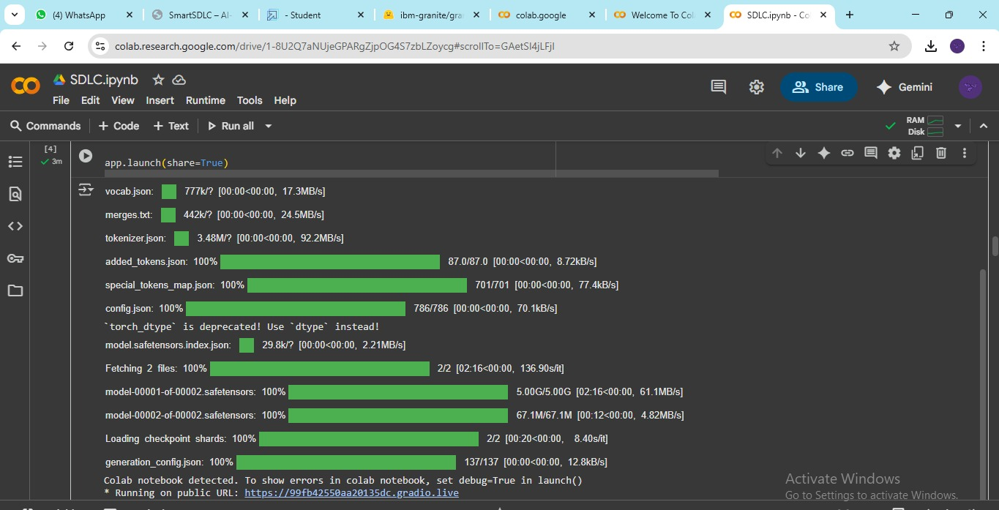 (4) WhatsApp
SmartSDLC – AI-
- Student
ibm-granite/gra
colab.google
Welcome To Col
SDLC.ipynb - Co
colab.research.google.com/drive/1-8U2Q7aNUjeGPARgZjpOG4S7zbLZoycg#scrollTo=GAetSI4jLFjI
SDLC.ipynb
File Edit View Insert Runtime Tools Help
Share
Gemini
Commands + Code + Text Run all
RAM
Disk
[4]
3m
app.launch(share=True)
vocab.json: 777k/? [00:00<00:00, 17.3MB/s]
merges.txt: 442k/? [00:00<00:00, 24.5MB/s]
tokenizer.json: 3.48M/? [00:00<00:00, 92.2MB/s]
added_tokens.json: 100% 87.0/87.0 [00:00<00:00, 8.72kB/s]
special_tokens_map.json: 100% 701/701 [00:00<00:00, 77.4kB/s]
config.json: 100% 786/786 [00:00<00:00, 70.1kB/s]
`torch_dtype` is deprecated! Use `dtype` instead!
model.safetensors.index.json: 29.8k/? [00:00<00:00, 2.21MB/s]
Fetching 2 files: 100% 2/2 [02:16<00:00, 136.90s/it]
model-00001-of-00002.safetensors: 100% 5.00G/5.00G [02:16<00:00, 61.1MB/s]
model-00002-of-00002.safetensors: 100% 67.1M/67.1M [00:12<00:00, 4.82MB/s]
Loading checkpoint shards: 100% 2/2 [00:20<00:00, 8.40s/it]
generation_config.json: 100% 137/137 [00:00<00:00, 12.8kB/s]
Colab notebook detected. To show errors in colab notebook, set debug=True in launch()
* Running on public URL: https://99fb42550aa20135dc.gradio.live
Activate Windows
Go to Settings to activate Windows.